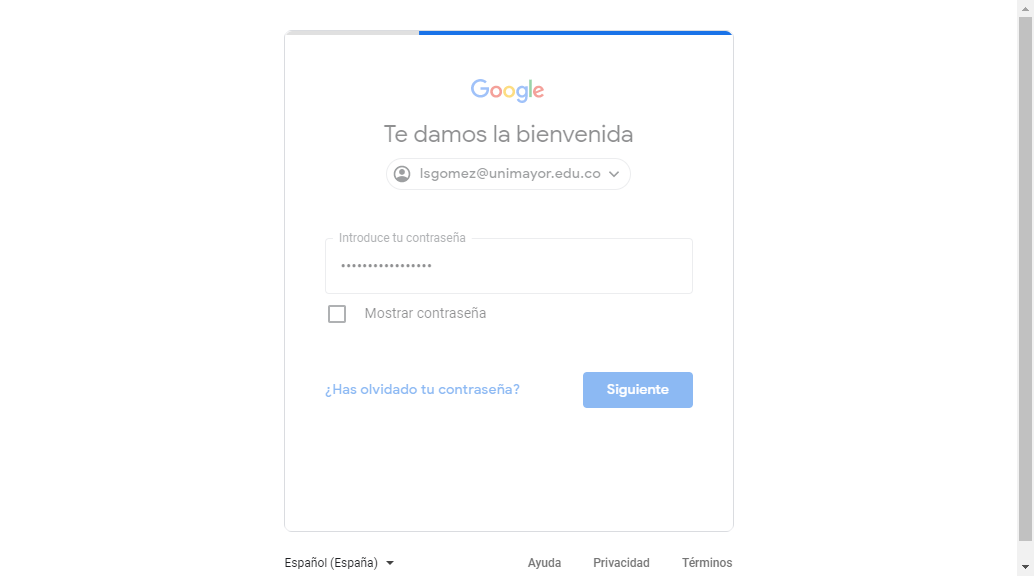 Google
Te damos la bienvenida
lsgomez@unimayor.edu.co
Introduce tu contraseña
•••••••••••••••••
Mostrar contraseña
¿Has olvidado tu contraseña?
Siguiente
Español (España)
Ayuda Privacidad Términos